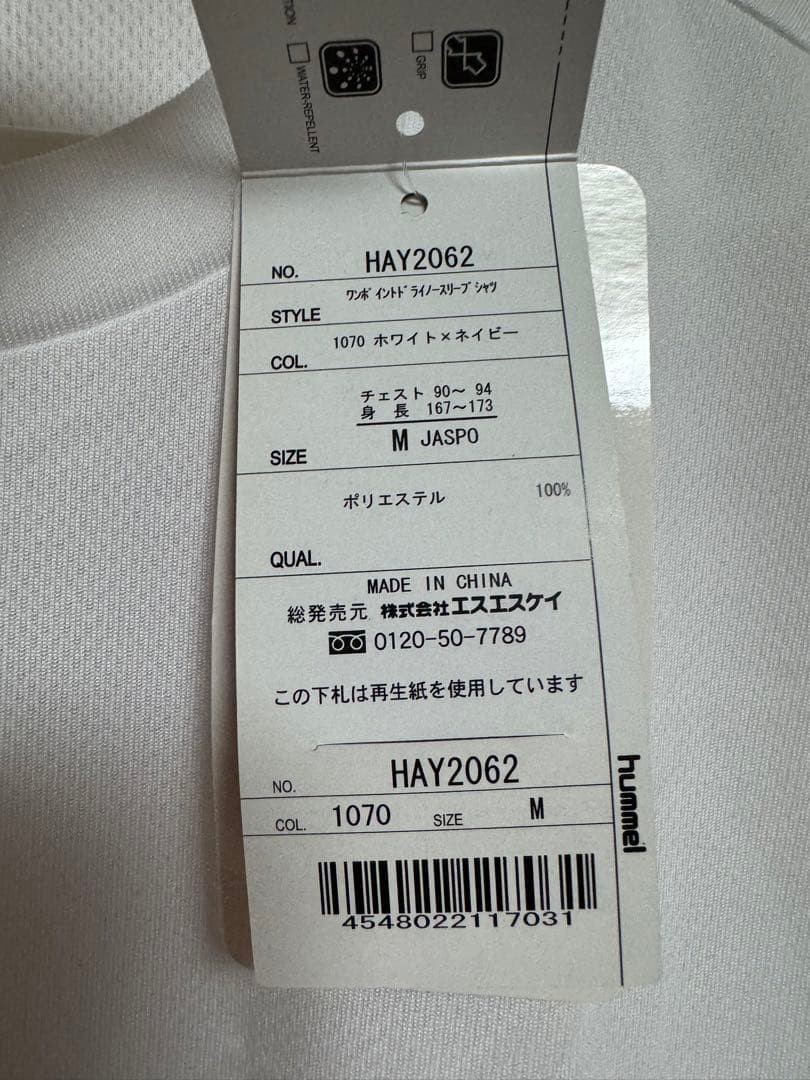 TION
WATER-REPELLENT
GRIP
NO. HAY2062
STYLE ワンポイントドライノースリーブシャツ
COL. 1070 ホワイト×ネイビー
チェスト 90～ 94
身 長 167～173
SIZE M JASPO
ポリエステル 100%
QUAL.
MADE IN CHINA
総発売元 株式会社エスエスケイ
0120-50-7789
この下札は再生紙を使用しています
NO. HAY2062
COL. 1070 SIZE M
hummel
4548022117031